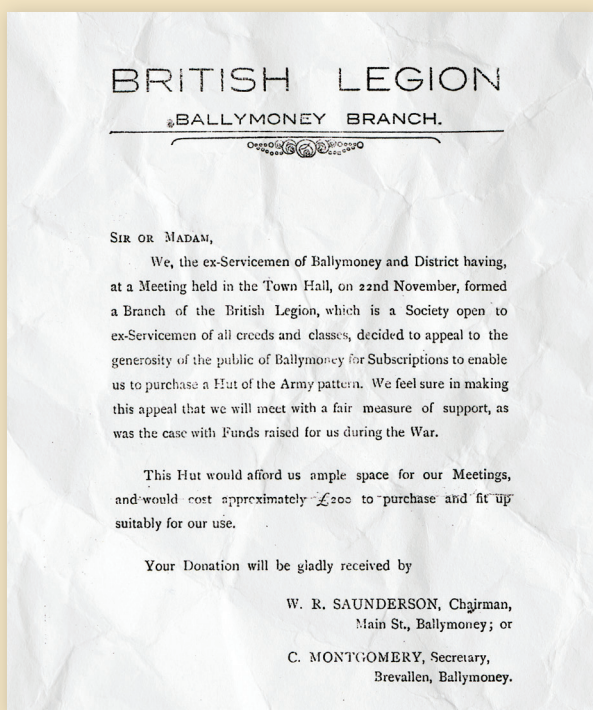 BRITISH LEGION
BALLYMONEY BRANCH.
SIR OR MADAM,
We, the ex-Servicemen of Ballymoney and District having,
at a Meeting held in the Town Hall, on 22nd November, formed
a Branch of the British Legion, which is a Society open to
ex-Servicemen of all creeds and classes, decided to appeal to the
generosity of the public of Ballymoney for Subscriptions to enable
us to purchase a Hut of the Army pattern. We feel sure in making
this appeal that we will meet with a fair measure of support, as
was the case with Funds raised for us during the War.
This Hut would afford us ample space for our Meetings,
and would cost approximately £200 to purchase and fit up
suitably for our use.
Your Donation will be gladly received by
W. R. SAUNDERSON, Chairman,
Main St., Ballymoney; or
C. MONTGOMERY, Secretary,
Brevallen, Ballymoney.